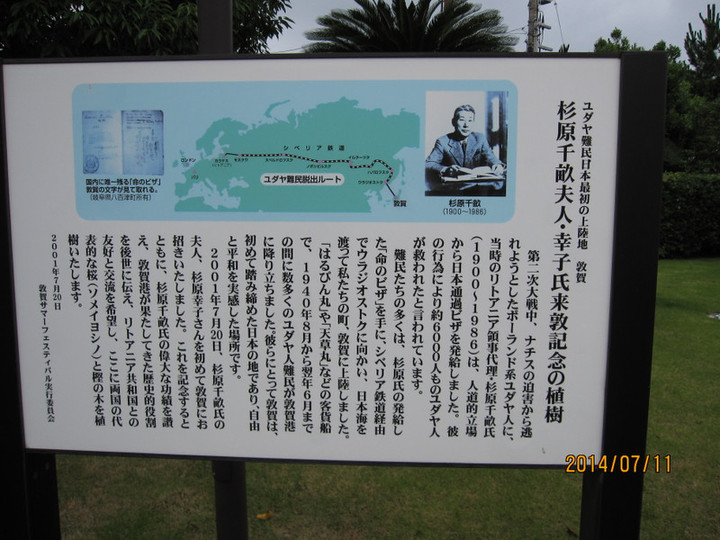 ユダヤ難民日本最初の上陸地 敦賀
杉原千畝夫人・幸子氏来敦記念の植樹
第二次大戦中、ナチスの迫害から逃
れようとしたポーランド系ユダヤ人に、
当時のリトアニア領事代理・杉原千畝氏
(1900〜1986)は、人道的立場
から日本通過ビザを発給しました。彼
の行為により約6000人ものユダヤ人
が救われたと言われています。
難民たちの多くは、杉原氏の発給し
た「命のビザ」を手に、シベリア鉄道経由
でウラジオストクに向かい、日本海を
渡って私たちの町、敦賀に上陸しました。
「はるびん丸」や「天草丸」などの客貨船
で、1940年8月から翌年6月まで
の間に数多くのユダヤ人難民が敦賀港
に降り立ちました。彼らにとって敦賀は、
初めて踏み締めた日本の地であり、自由
と平和を実感した場所です。
2001年7月20日、杉原千畝氏の
夫人、杉原幸子さんを初めて敦賀にお
招きいたしました。これを記念すると
ともに、杉原千畝氏の偉大な功績を讃
え、敦賀港が果たしてきた歴史的役割
を後世に伝え、リトアニア共和国との
友好と交流を希望し、ここに両国の代
表的な桜(ソメイヨシノ)と樫の木を植
樹いたします。
2001年7月20日
敦賀サマーフェスティバル実行委員会
国内に唯一残る「命のビザ」
敦賀の文字が見て取れる。
(岐阜県八百津町所有)
シベリア鉄道
モスクワ
ウラジオストク
ユダヤ難民脱出ルート
敦賀
杉原千畝
(1900〜1986)
2014/07/11